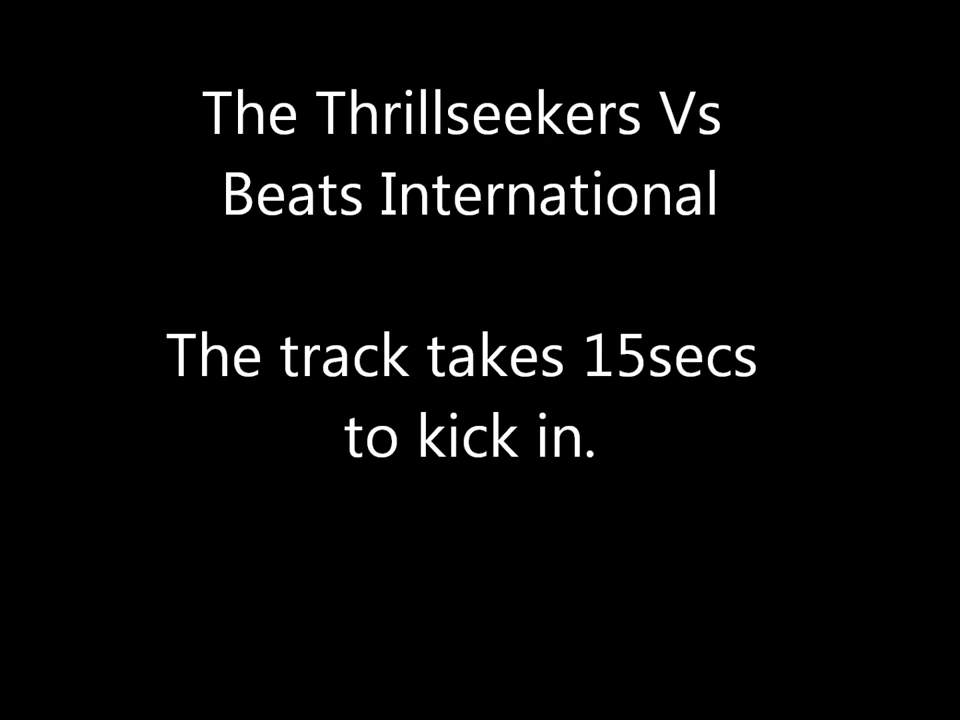 The Thrillseekers Vs
Beats International
The track takes 15secs
to kick in.